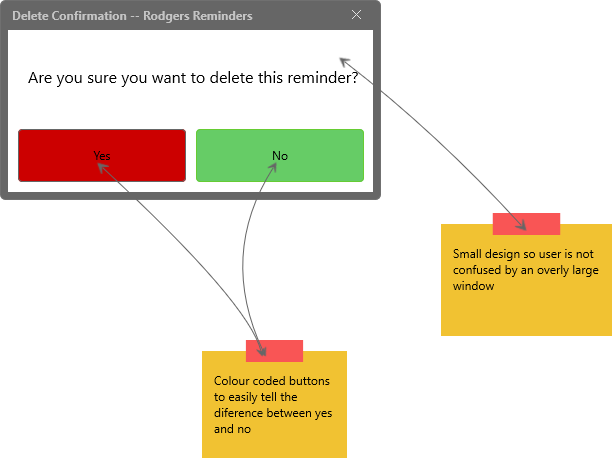 Delete Confirmation -- Rodgers Reminders
Are you sure you want to delete this reminder?
Yes
No
Small design so user is not
confused by an overly large
window
Colour coded buttons
to easily tell the
diference between yes
and no